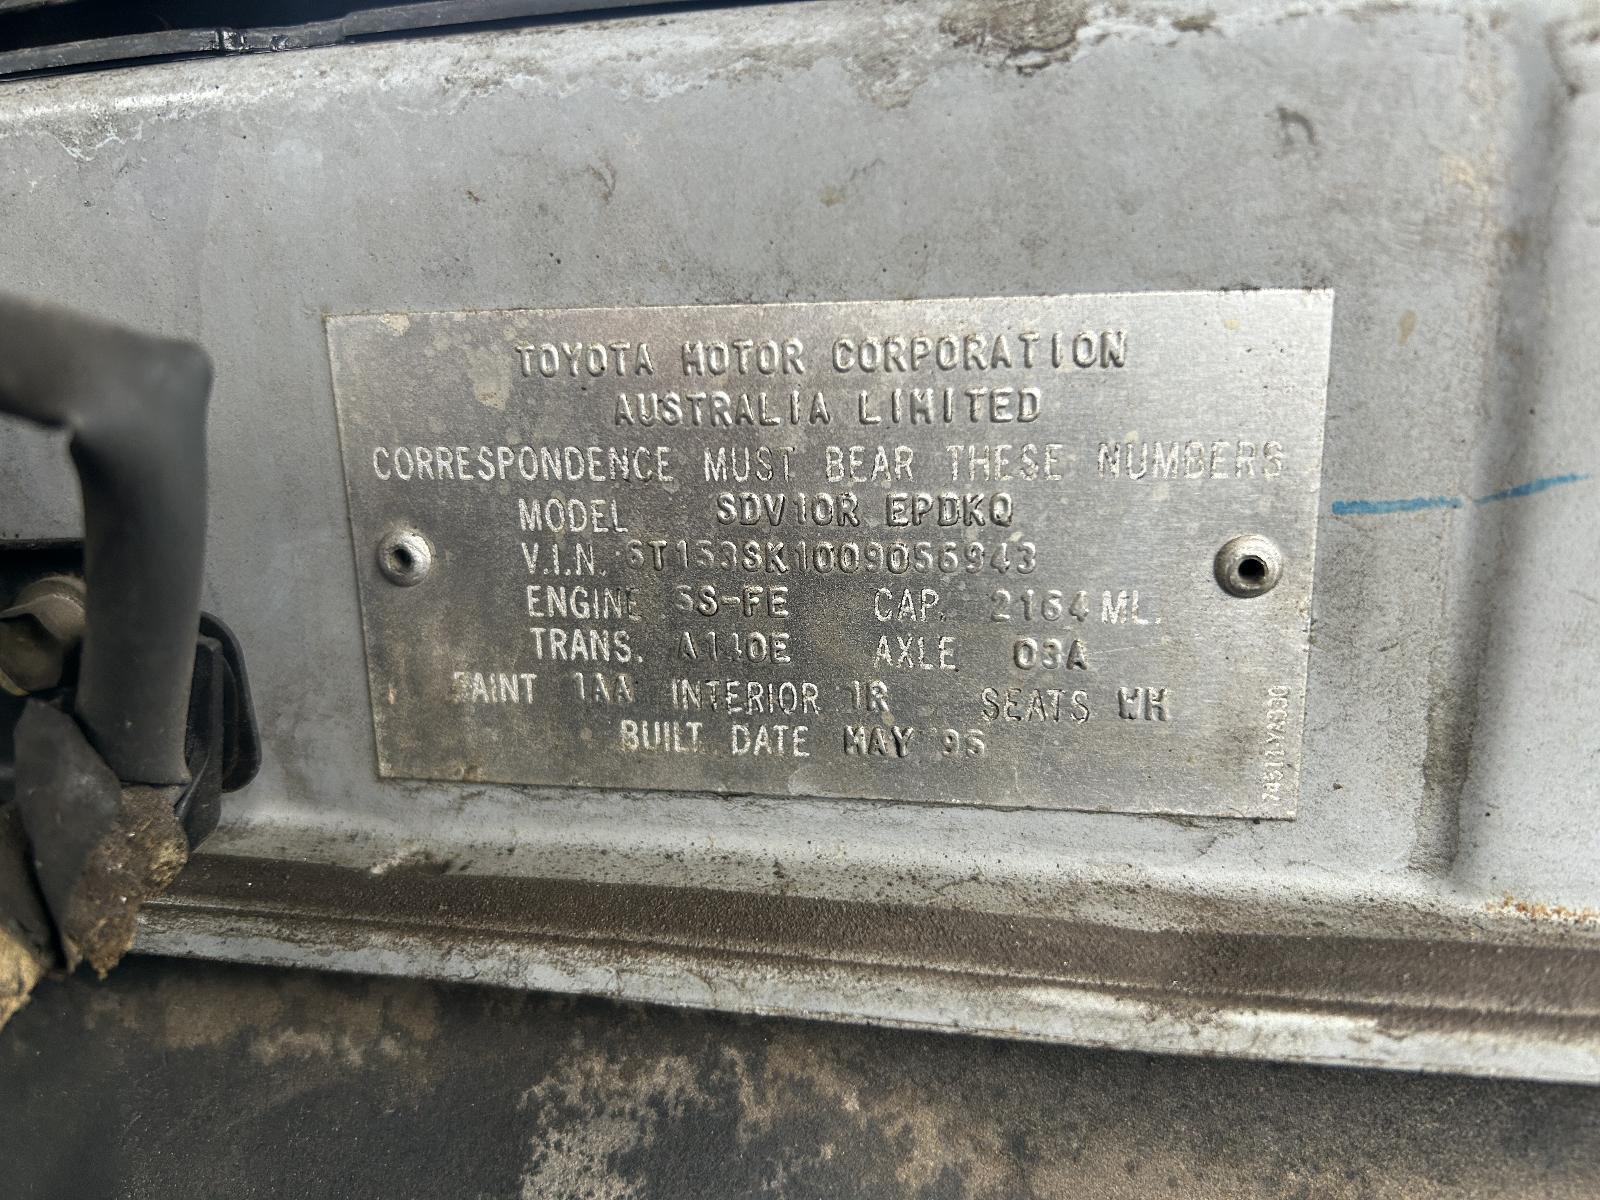 TOYOTA MOTOR CORPORATION
AUSTRALIA LIMITED
CORRESPONDENCE MUST BEAR THESE NUMBERS
MODEL SDV10R EPDKQ
V.I.N. 6T153SK1009056943
ENGINE 5S-FE CAP. 2164 ML.
TRANS. A140E AXLE 03A
PAINT 1AA INTERIOR 1R SEATS WH
BUILT DATE MAY 95